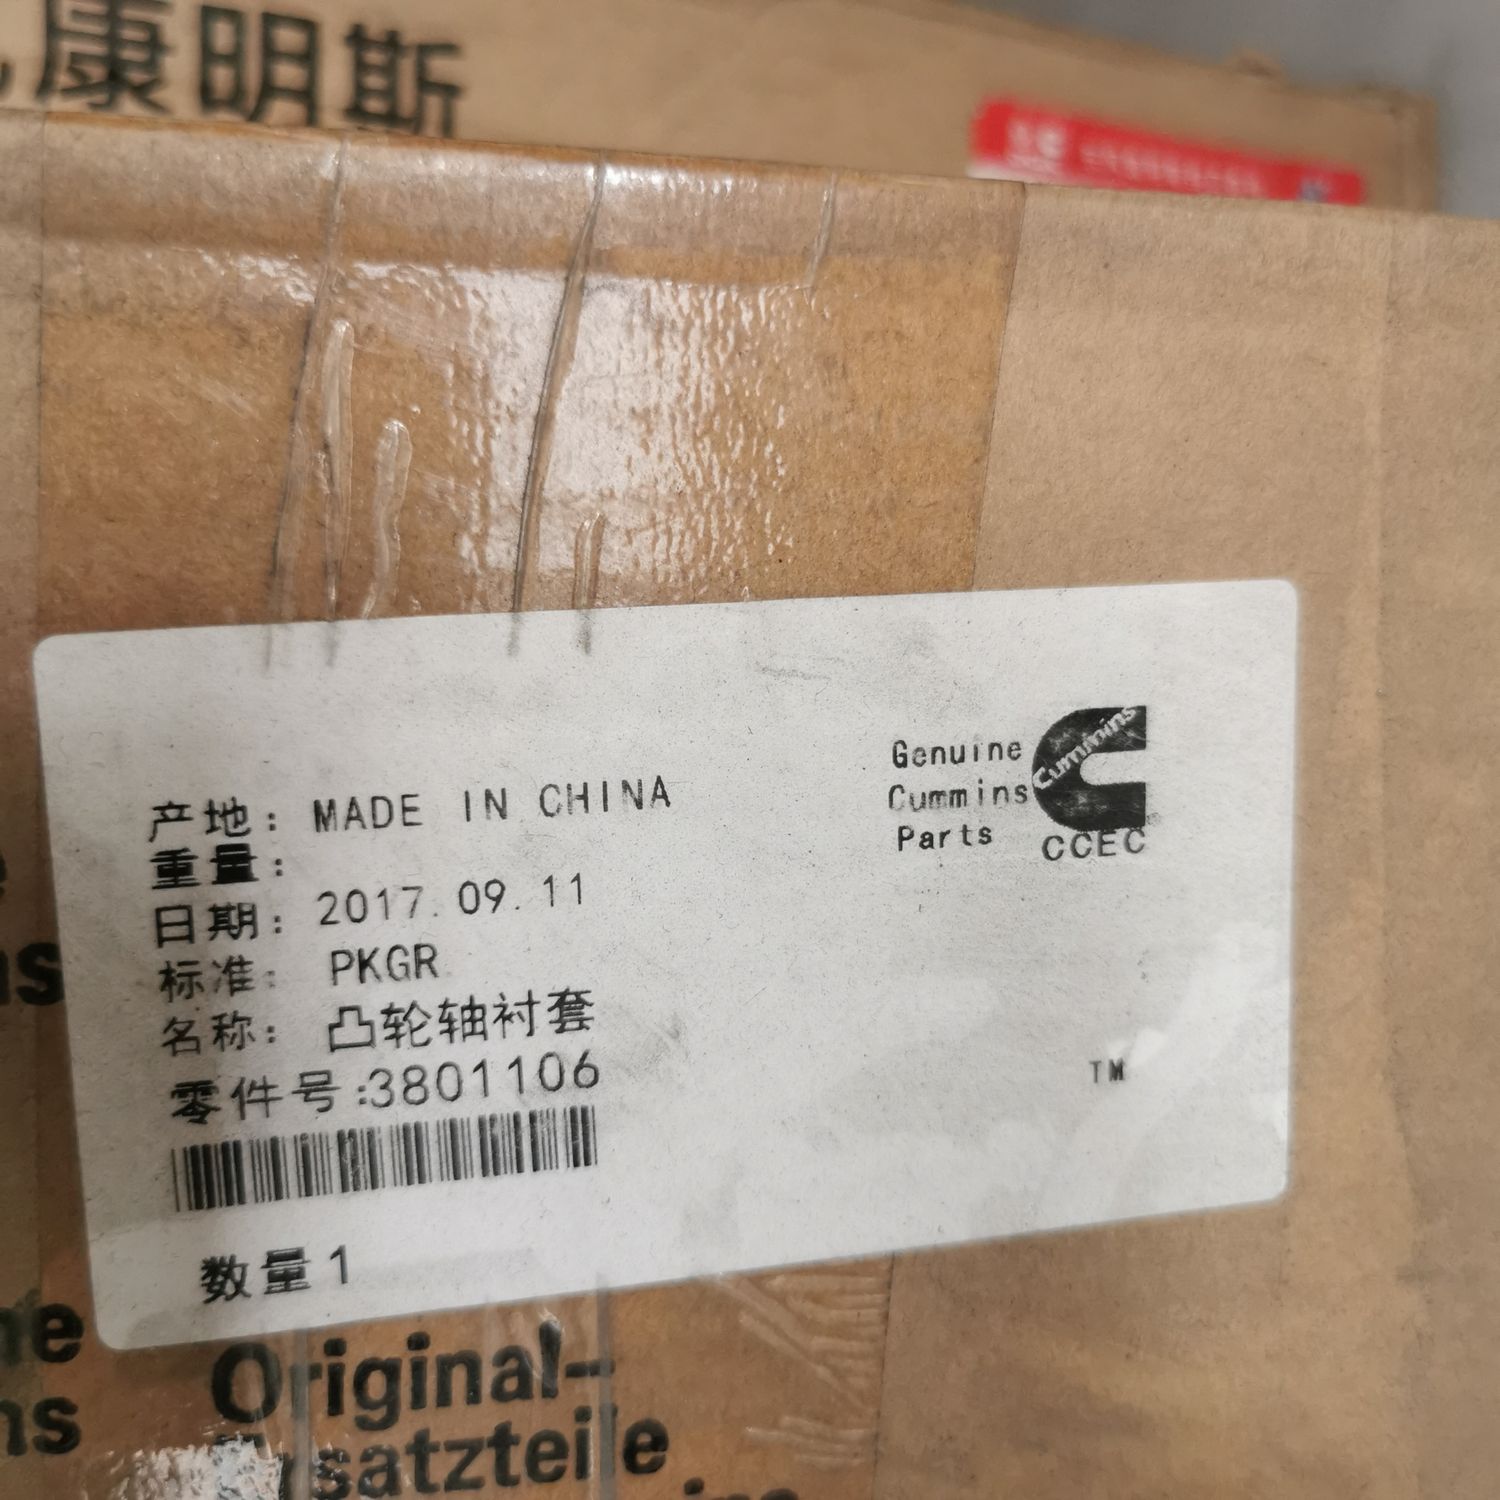 康明斯
产地: MADE IN CHINA
重量:
日期: 2017.09.11
标准: PKGR
名称: 凸轮轴衬套
零件号:3801106
数量1
Genuine
Cummins
Parts
Cummins
CCEC
TM
Original-